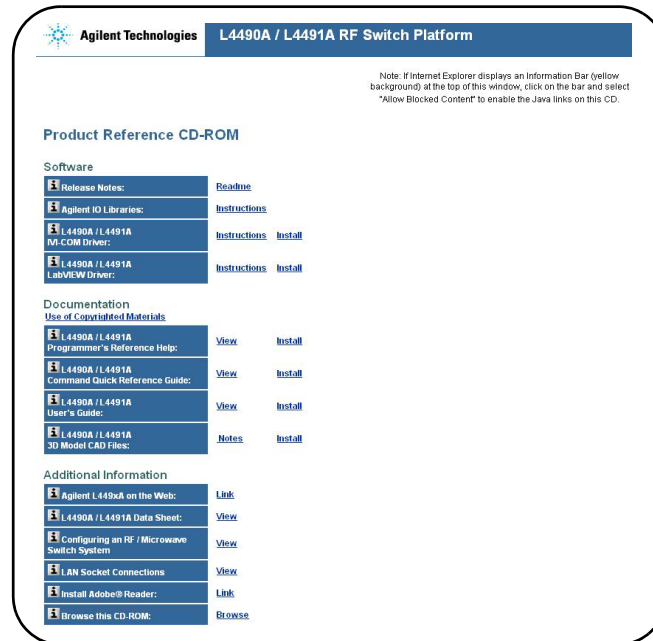 Agilent Technologies L4490A / L4491A RF Switch Platform
Note: If Internet Explorer displays an Information Bar (yellow
background) at the top of this window, click on the bar and select
"Allow Blocked Content" to enable the Java links on this CD.
Product Reference CD-ROM
Software
Release Notes: Readme
Agilent IO Libraries: Instructions
L4490A / L4491A
IVI-COM Driver: Instructions Install
L4490A / L4491A
LabVIEW Driver: Instructions Install
Documentation
Use of Copyrighted Materials
L4490A / L4491A
Programmer's Reference Help: View Install
L4490A / L4491A
Command Quick Reference Guide: View Install
L4490A / L4491A
User's Guide: View Install
L4490A / L4491A
3D Model CAD Files: Notes Install
Additional Information
Agilent L449xA on the Web: Link
L4490A / L4491A Data Sheet: View
Configuring an RF / Microwave
Switch System View
LAN Socket Connections View
Install Adobe® Reader: Link
Browse this CD-ROM: Browse